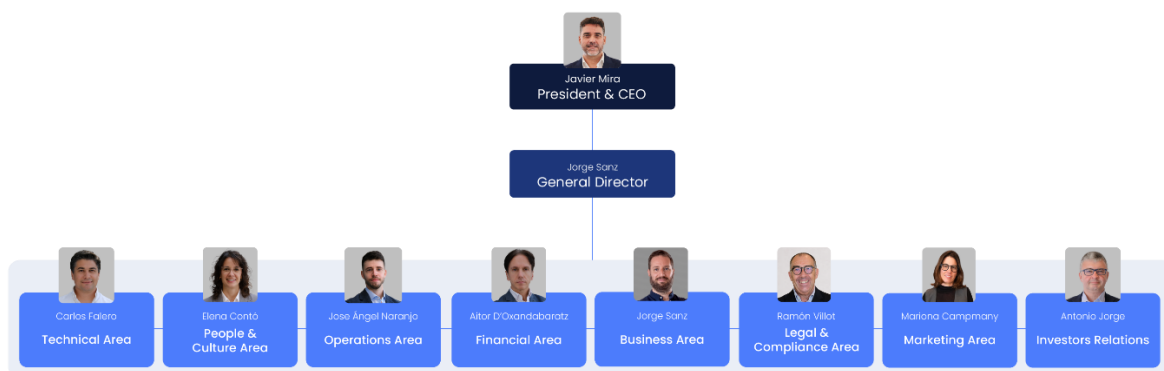 Javier Mira
President & CEO
Jorge Sanz
General Director
Carlos Falero
Technical Area
Elena Contó
People &
Culture Area
Jose Ángel Naranjo
Operations Area
Aitor D'Oxandabaratz
Financial Area
Jorge Sanz
Business Area
Ramón Villot
Legal &
Compliance Area
Mariona Campmany
Marketing Area
Antonio Jorge
Investors Relations